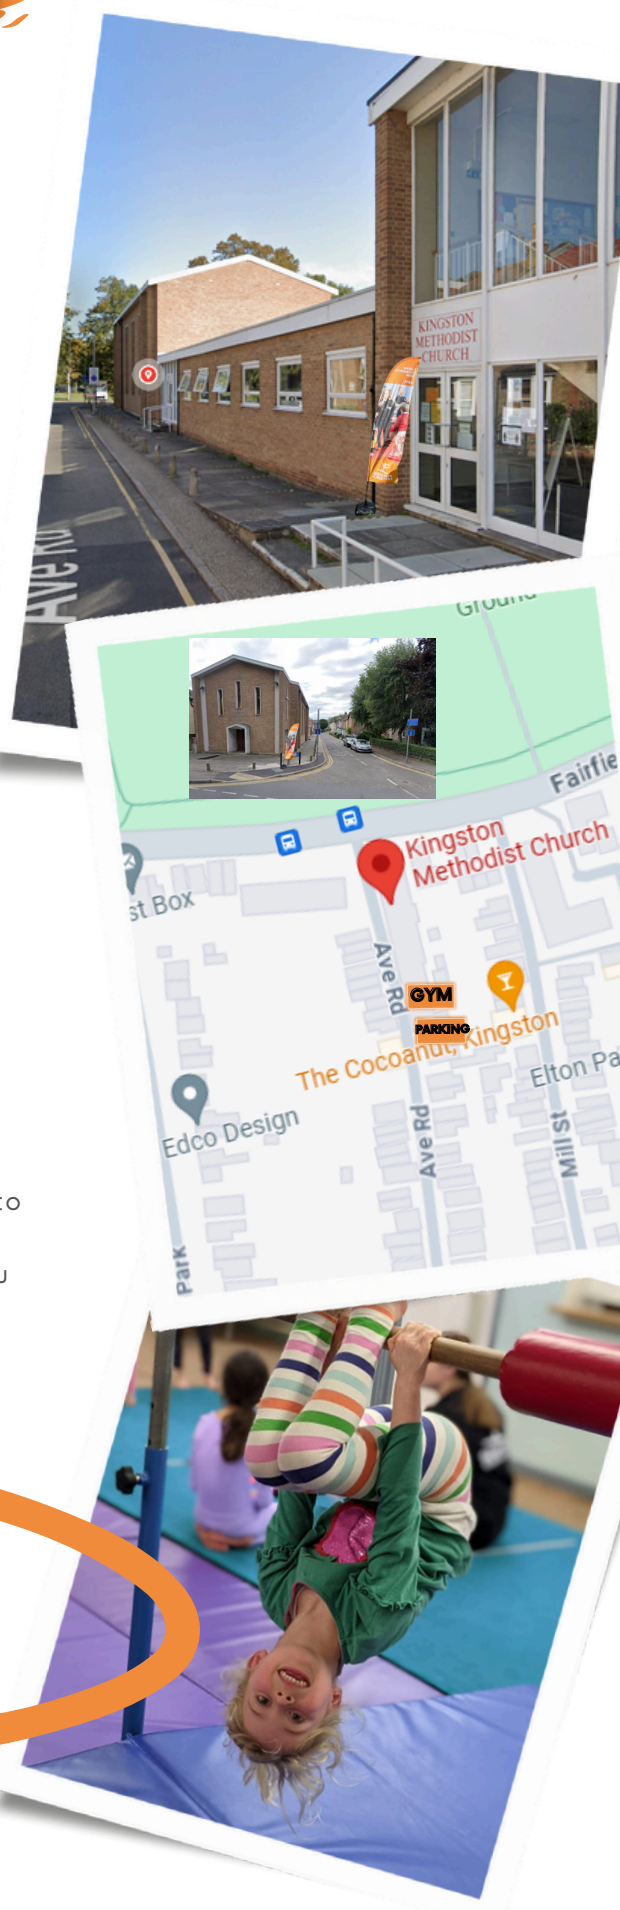 KINGSTON
METHODIST
CHURCH
Ave Rd
Ground
Fairfie
Kingston
Methodist Church
st Box
Ave Rd
GYM
PARKING
The Cocoanut, Kingston
Elton Pa
Edco Design
Ave Rd
Mill St
to
u
Park